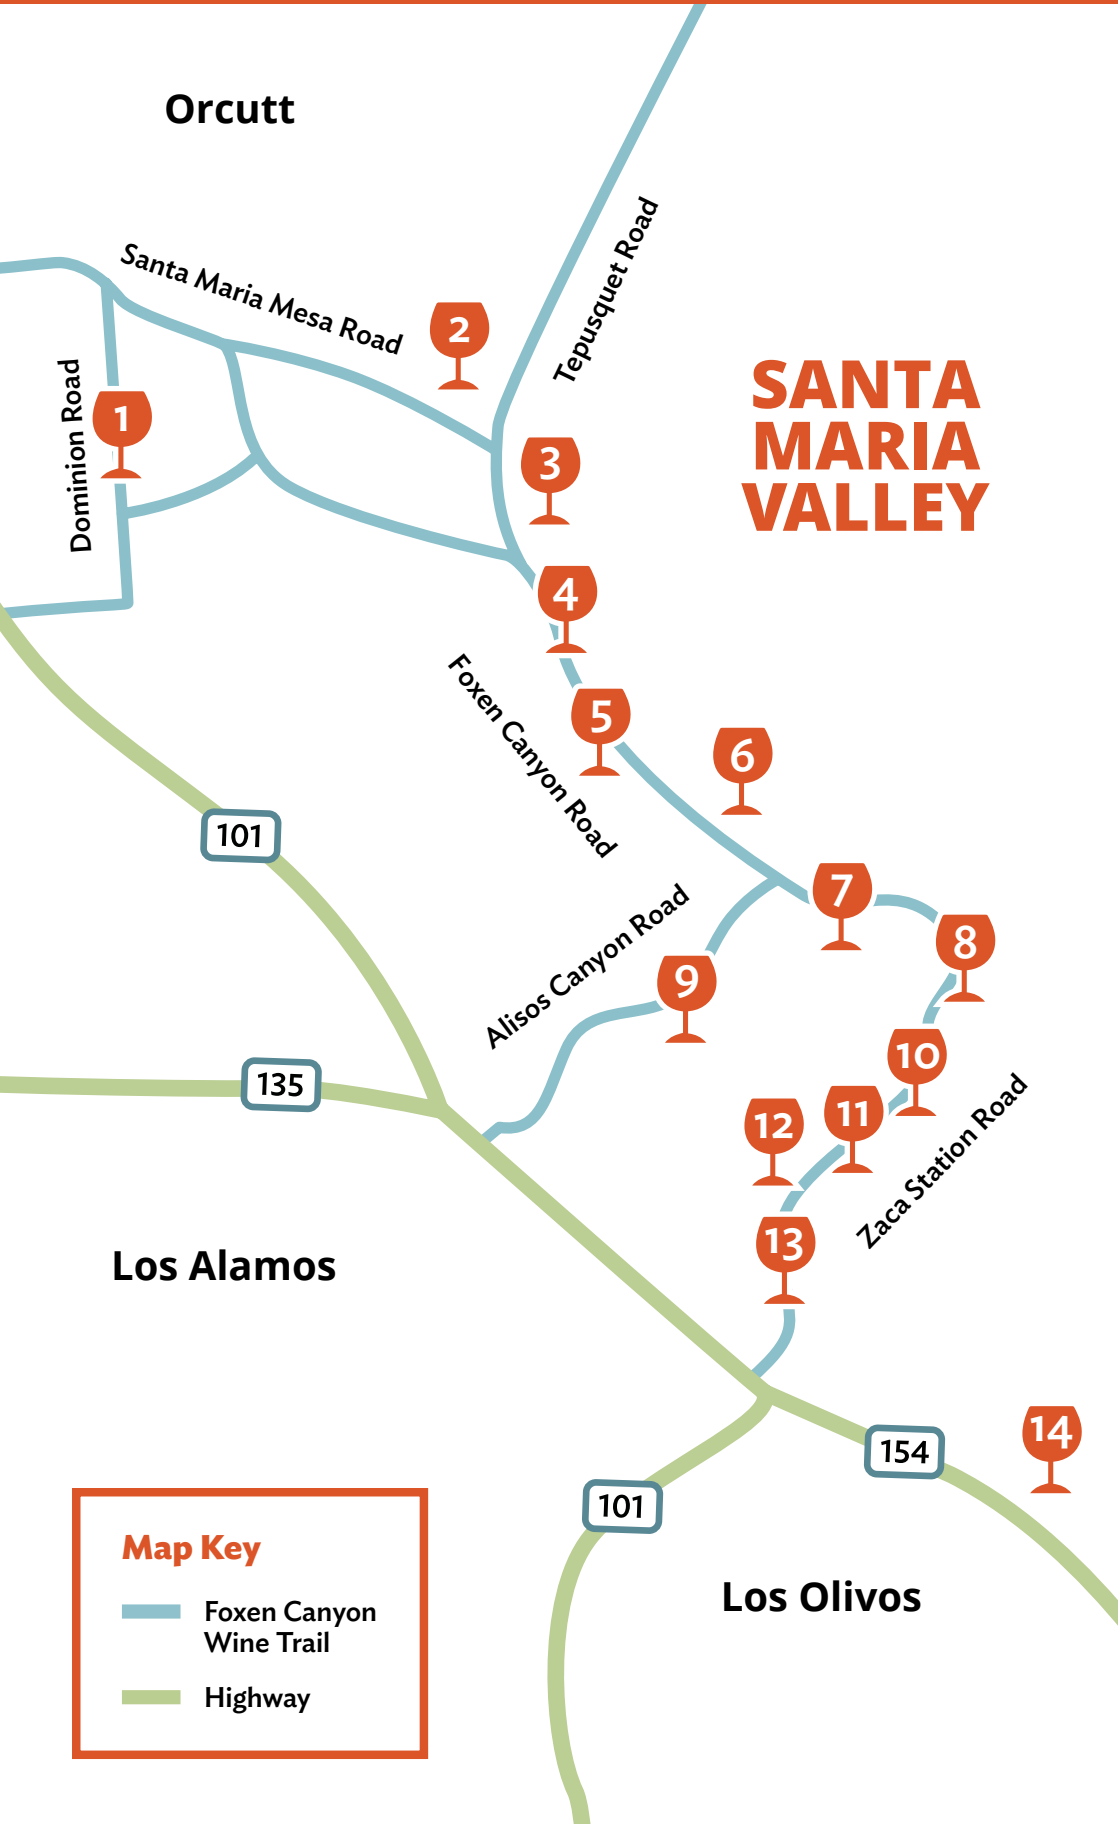 Orcutt
Santa Maria Mesa Road
Tepusquet Road
2
SANTA
MARIA
VALLEY
Dominion Road
1
3
4
Foxen Canyon Road
5
6
101
7
Alisos Canyon Road
8
9
10
135
Zaca Station Road
11
12
13
Los Alamos
14
154
101
Map Key
Foxen Canyon
Wine Trail
Highway
Los Olivos